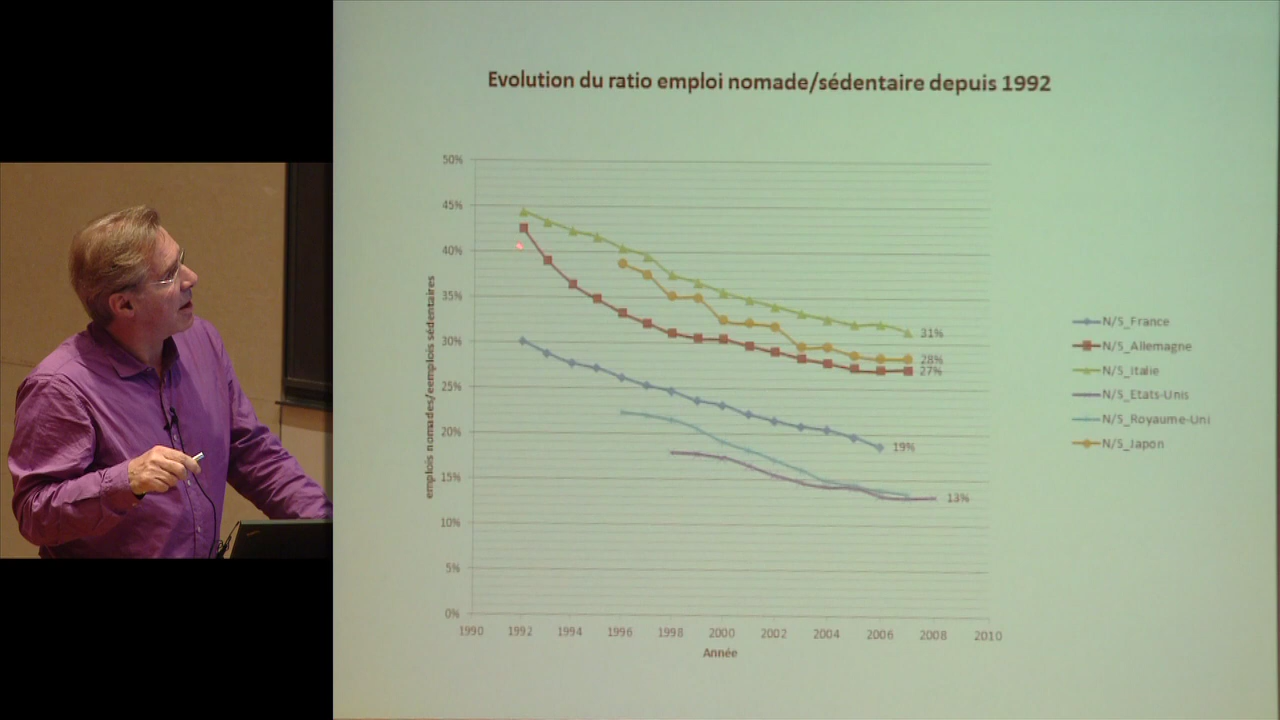 Evolution du ratio emploi nomade/sédentaire depuis 1992
emplois nomades/eemplois sédentaires
50%
45%
40%
35%
30%
25%
20%
15%
10%
5%
0%
31%
28%
27%
19%
13%
1990 1992 1994 1996 1998 2000 2002 2004 2006 2008 2010
Année
N/S_France
N/S_Allemagne
N/S_Italie
N/S_Etats-Unis
N/S_Royaume-Uni
N/S_Japon